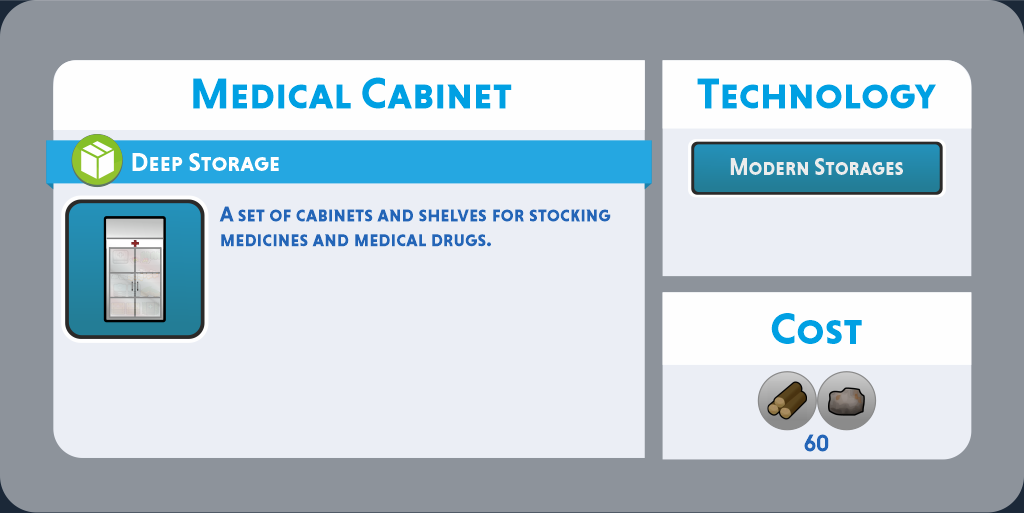 Medical Cabinet
Deep Storage
A set of cabinets and shelves for stocking
medicines and medical drugs.
Technology
Modern Storages
Cost
60